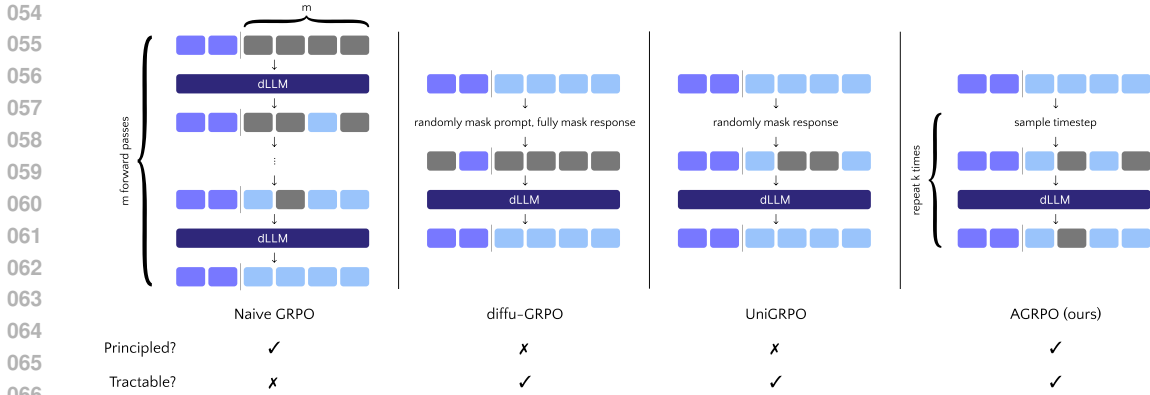 054
m
055
056
dLLM
057
randomly mask prompt, fully mask response
randomly mask response
sample timestep
058
m forward passes
059
⋮
repeat k times
060
dLLM
dLLM
dLLM
061
dLLM
062
063
Naive GRPO
diffu-GRPO
UniGRPO
AGRPO (ours)
064
Principled? ✓ ✗ ✗ ✓
065
Tractable? ✗ ✓ ✓ ✓
066